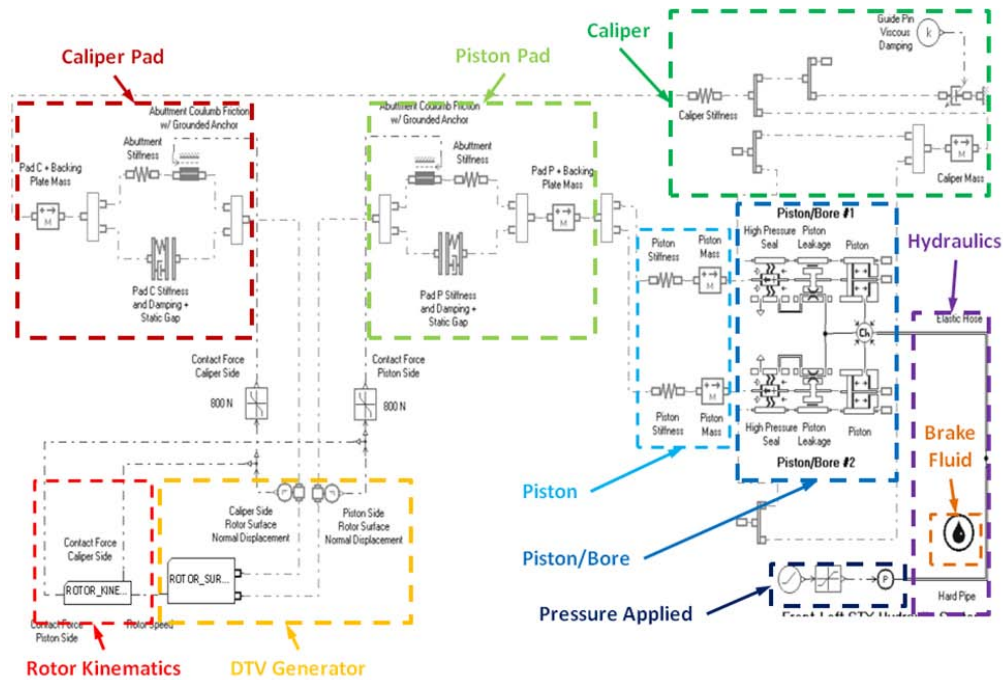 Caliper
Guide Pin
Viscous
Damping
k
Caliper Stiffness
M
Caliper Mass
Caliper Pad
Abuttment Coulumb Friction
w/ Grounded Anchor
Abuttment
Stiffness
Pad C + Backing
Plate Mass
M
Pad C Stiffness
and Damping +
Static Gap
Piston Pad
Abuttment Coulumb Friction
w/ Grounded Anchor
Abuttment
Stiffness
Pad P + Backing
Plate Mass
M
Pad P Stiffness
and Damping +
Static Gap
Piston
Stiffness
Piston
Mass
M
M
Piston
Stiffness
Piston
Mass
Piston
Piston/Bore #1
High Pressure
Seal
Piston
Leakage
Piston
Ch
High Pressure
Seal
Piston
Leakage
Piston
Piston/Bore #2
Piston/Bore
Hydraulics
Elastic Hose
Brake
Fluid
Hard Pipe
Pressure Applied
P
Contact Force
Caliper Side
800 N
Contact Force
Piston Side
800 N
Caliper Side
Rotor Surface
Normal Displacement
Piston Side
Rotor Surface
Normal Displacement
Contact Force
Caliper Side
ROTOR_KINE...
ROTOR_SUR...
Contact Force
Piston Side
Rotor Speed
Rotor Kinematics
DTV Generator